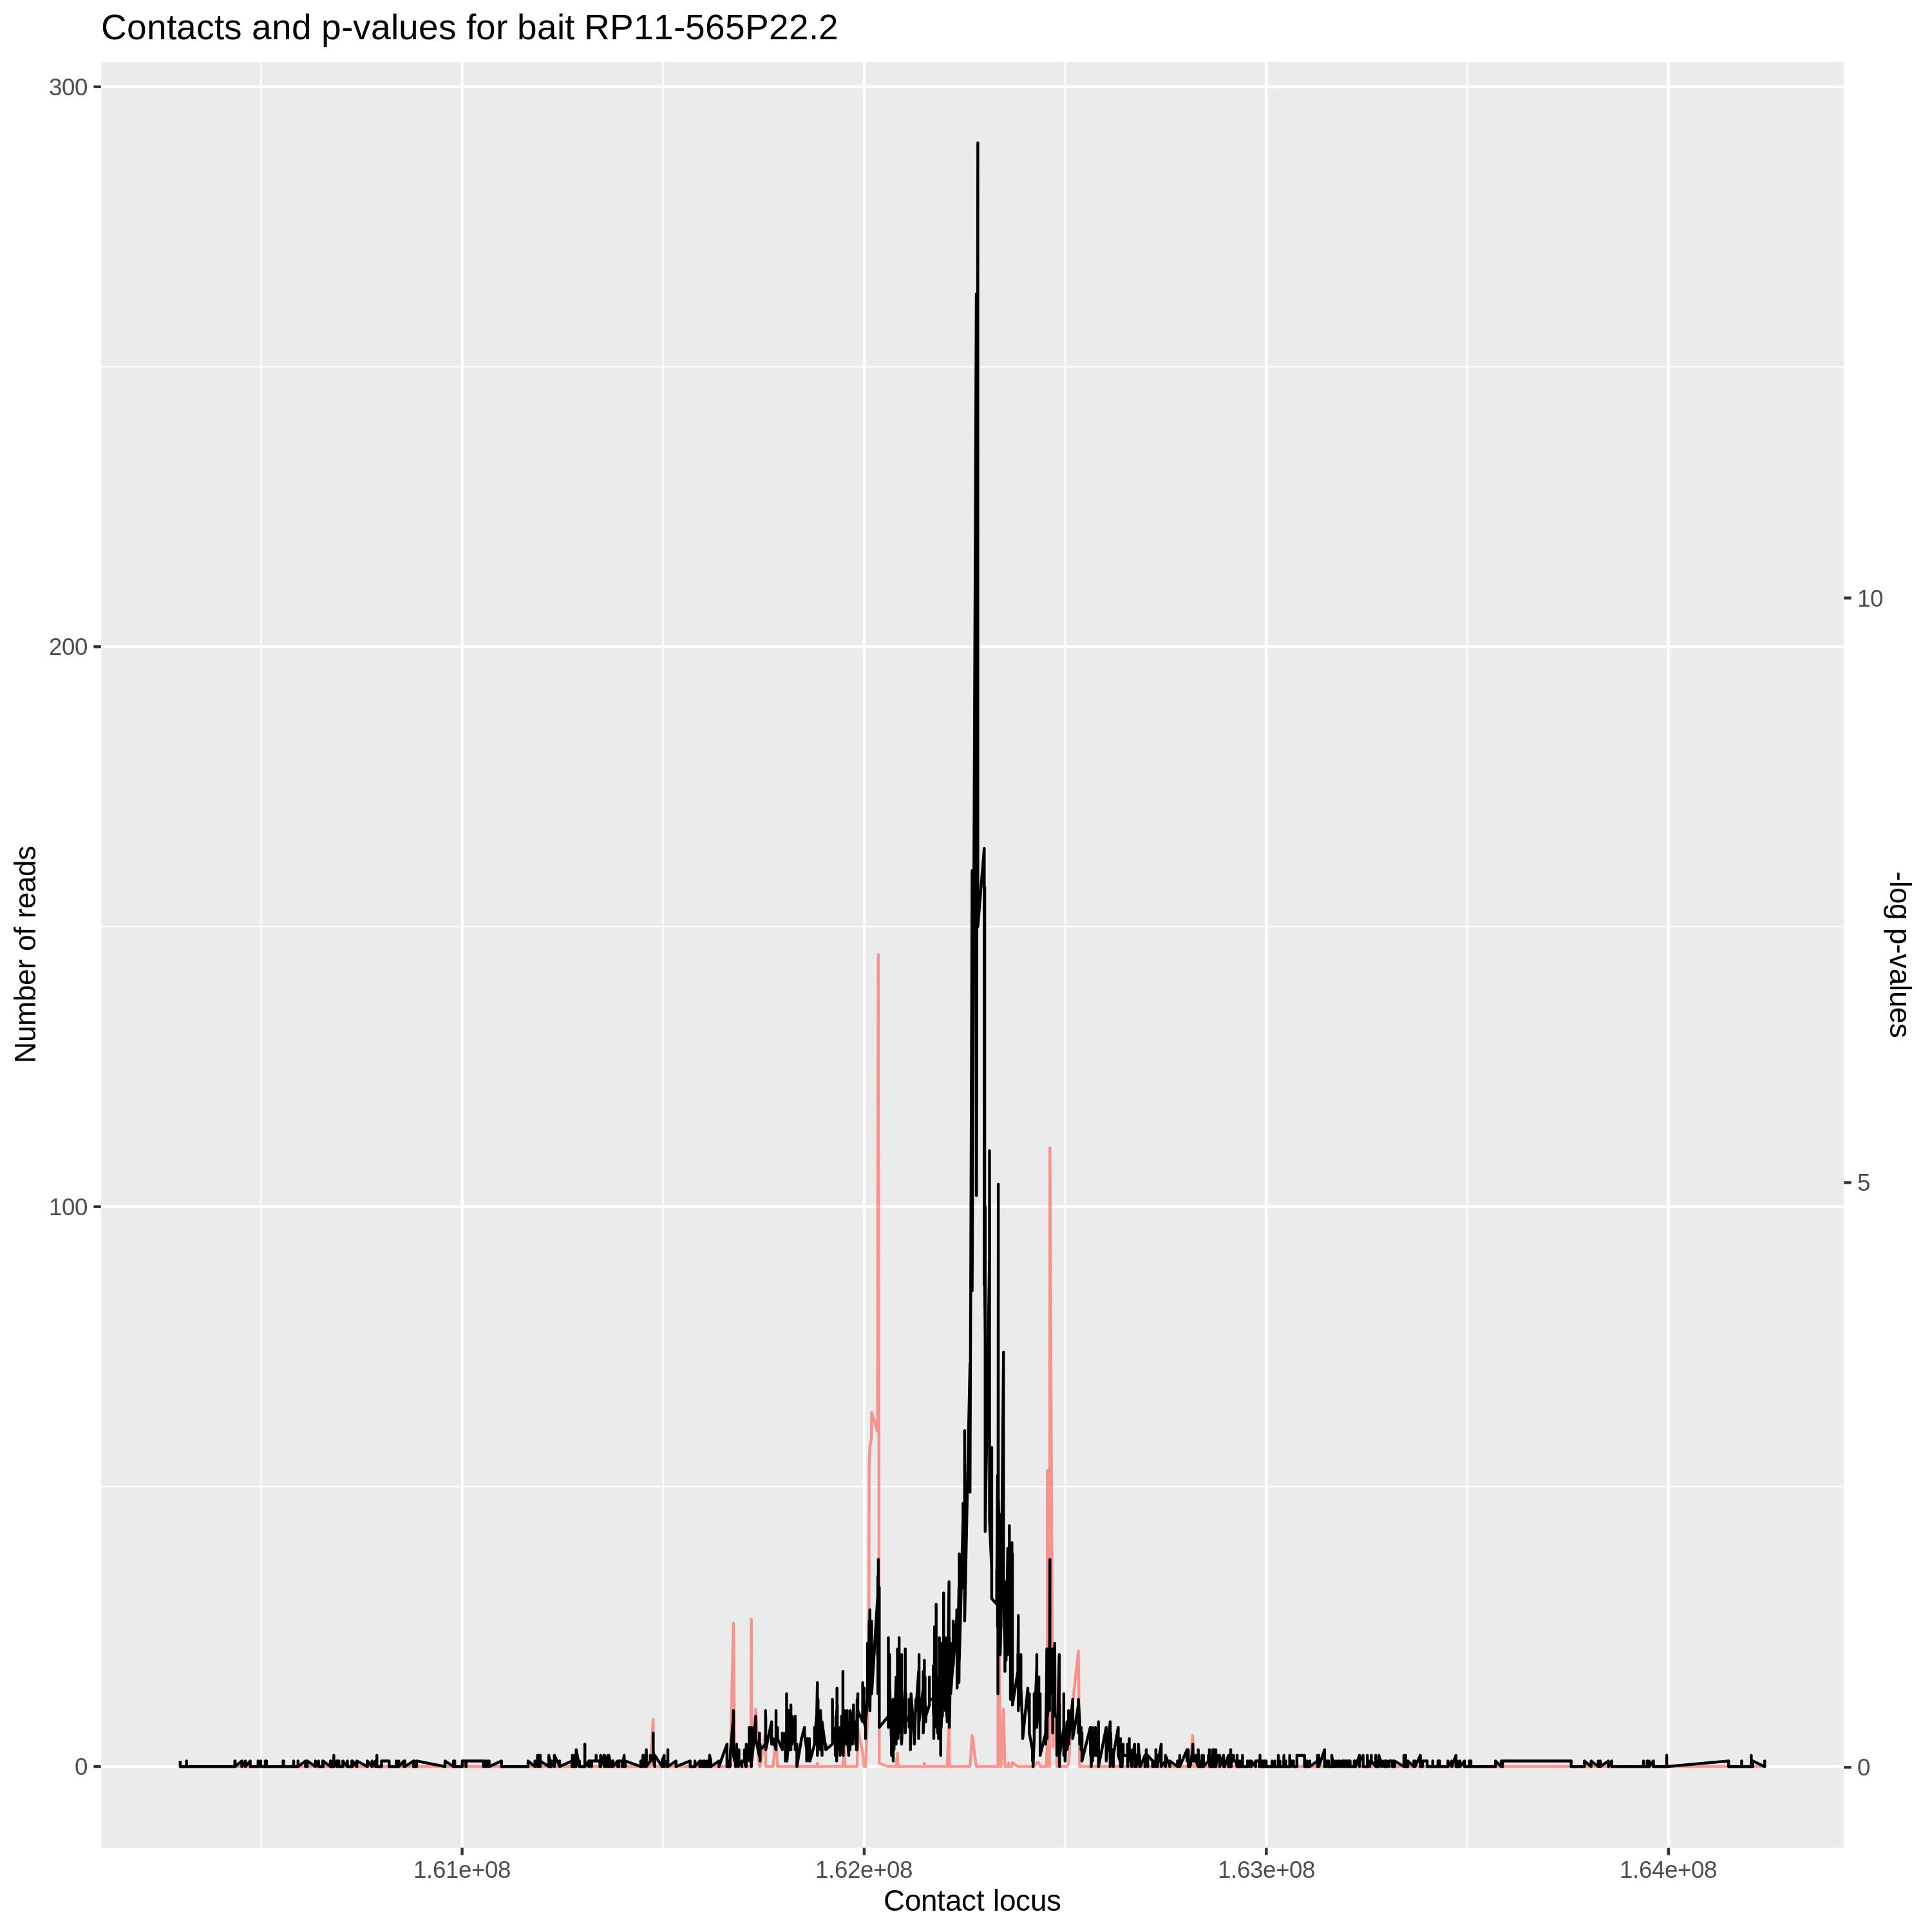 Contacts and p-values for bait RP11-565P22.2
300
200
100
0
Number of reads
10
5
0
-log p-values
1.61e+08
1.62e+08
1.63e+08
1.64e+08
Contact locus